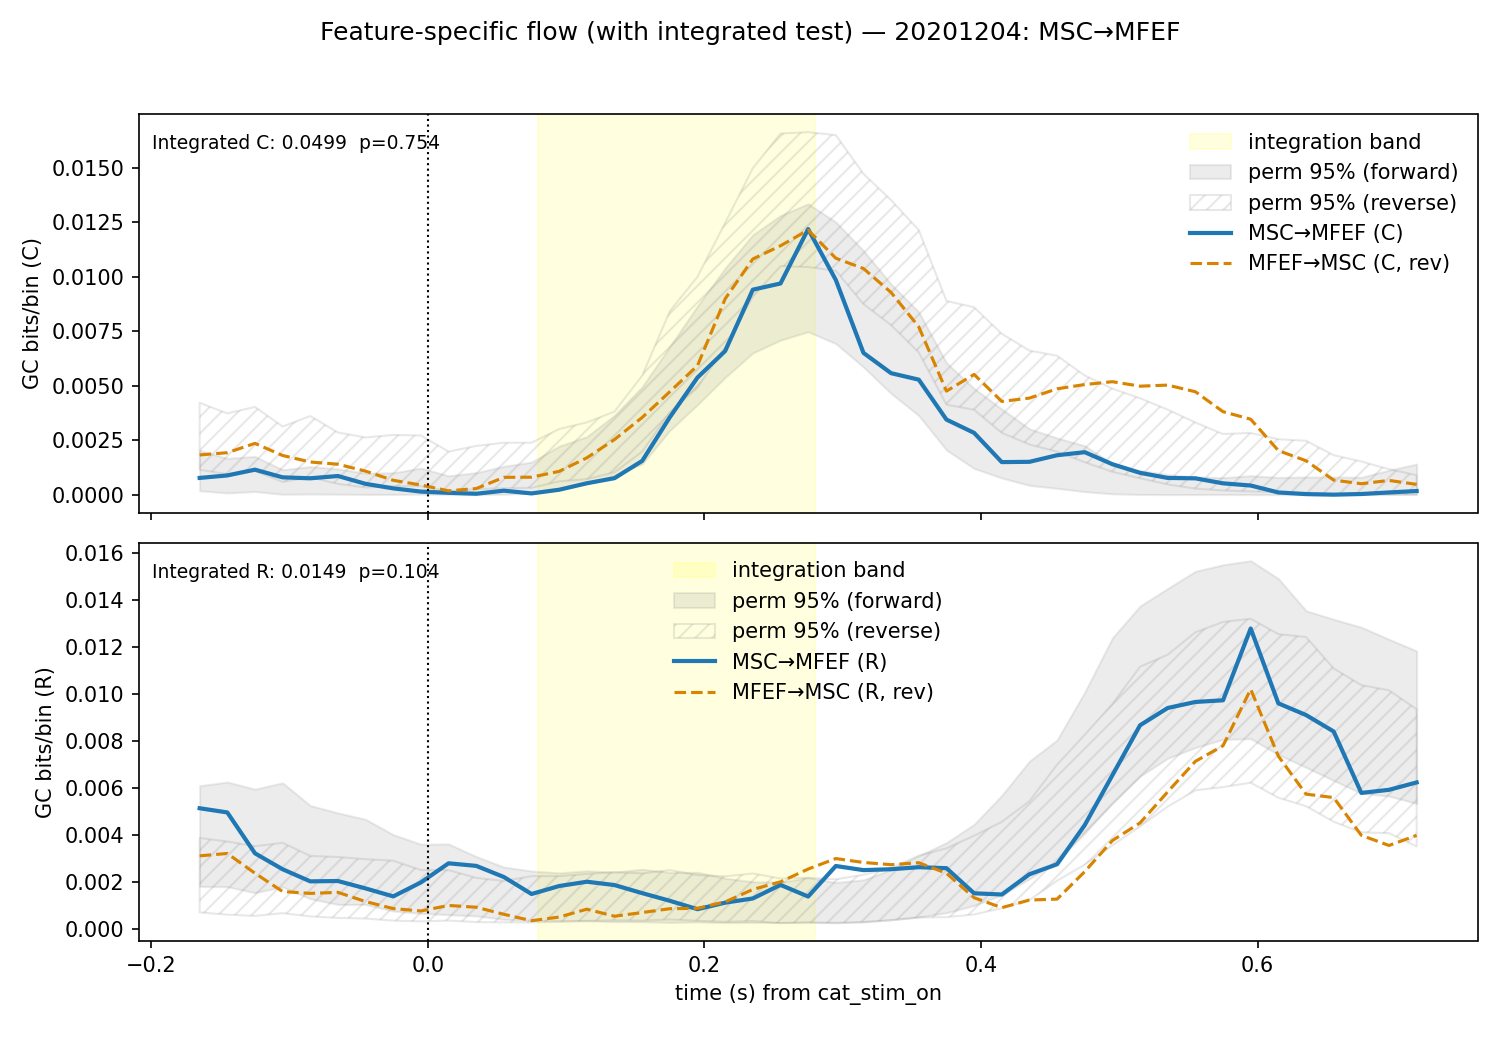 Feature-specific flow (with integrated test) — 20201204: MSC→MFEF
Integrated C: 0.0499  p=0.754
integration band
perm 95% (forward)
perm 95% (reverse)
MSC→MFEF (C)
MFEF→MSC (C, rev)
GC bits/bin (C)
0.0150
0.0125
0.0100
0.0075
0.0050
0.0025
0.0000
Integrated R: 0.0149  p=0.104
integration band
perm 95% (forward)
perm 95% (reverse)
MSC→MFEF (R)
MFEF→MSC (R, rev)
GC bits/bin (R)
0.016
0.014
0.012
0.010
0.008
0.006
0.004
0.002
0.000
−0.2 0.0 0.2 0.4 0.6
time (s) from cat_stim_on